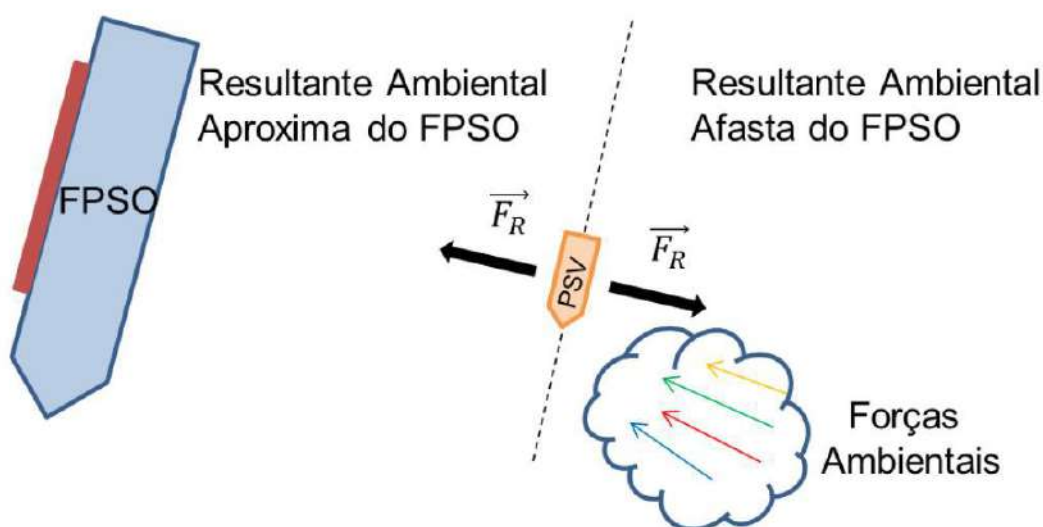 Resultante Ambiental
Aproxima do FPSO
Resultante Ambiental
Afasta do FPSO
FPSO
F_R
F_R
PSV
Forças
Ambientais